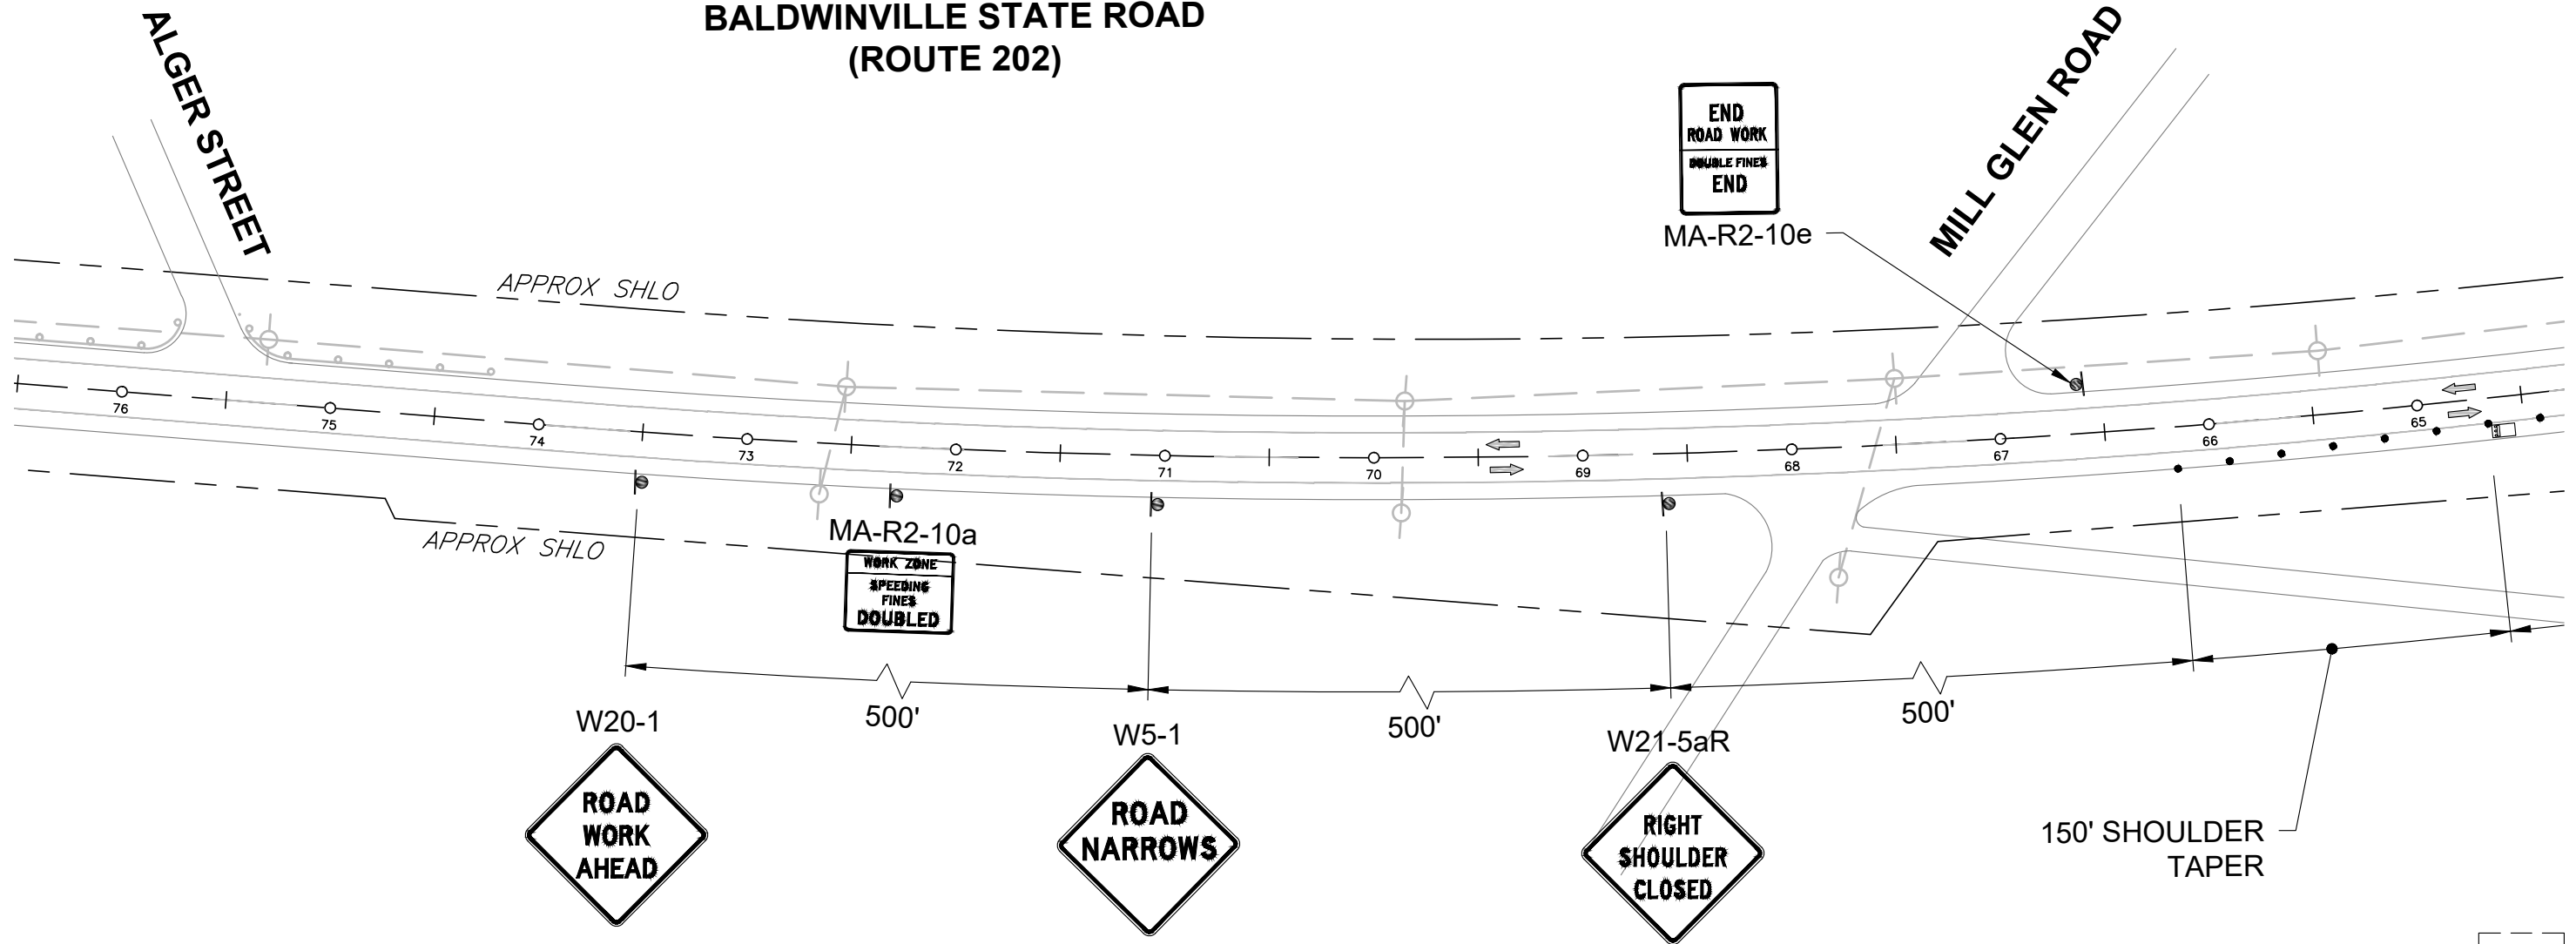 BALDWINVILLE STATE ROAD
(ROUTE 202)
ALGER STREET
MILL GLEN ROAD
END
ROAD WORK
DOUBLE FINES
END
MA-R2-10e
APPROX SHLO
76
75
74
73
72
71
70
69
68
67
66
65
APPROX SHLO
MA-R2-10a
WORK ZONE
SPEEDING
FINES
DOUBLED
500'
500'
500'
W20-1
ROAD
WORK
AHEAD
W5-1
ROAD
NARROWS
W21-5aR
RIGHT
SHOULDER
CLOSED
150' SHOULDER
TAPER